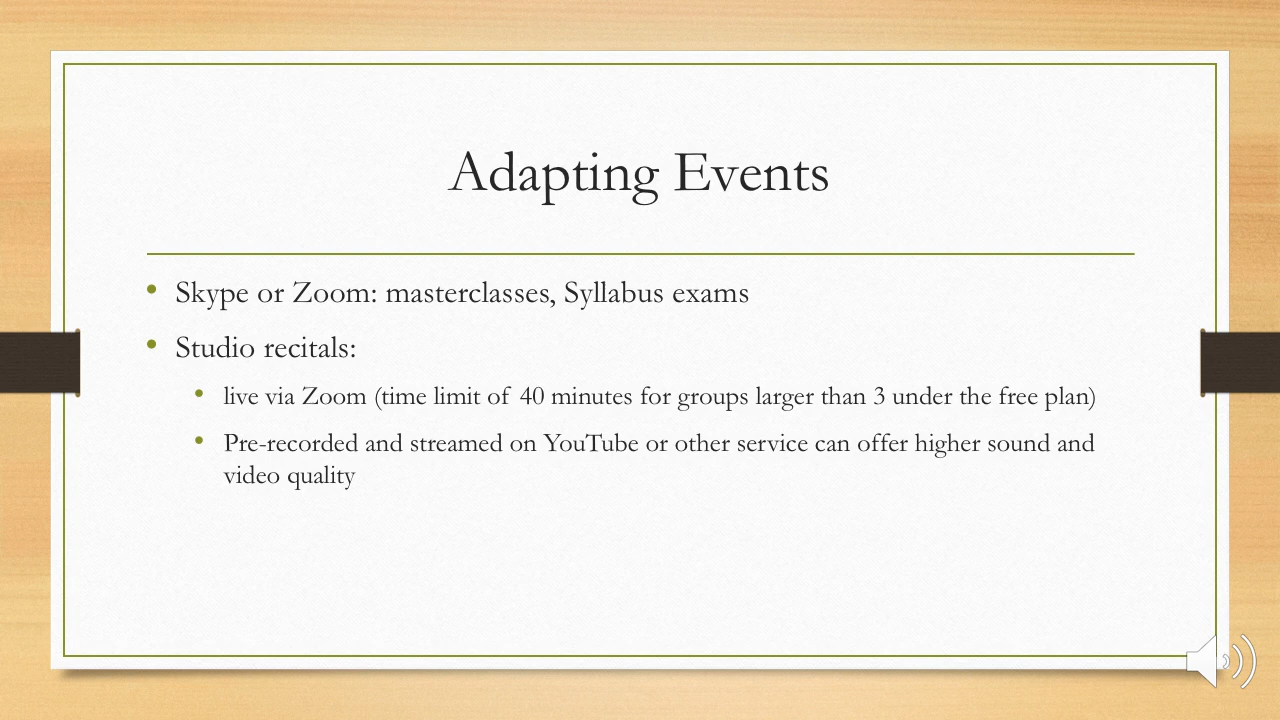 Adapting Events
• Skype or Zoom: masterclasses, Syllabus exams
• Studio recitals:
• live via Zoom (time limit of 40 minutes for groups larger than 3 under the free plan)
• Pre-recorded and streamed on YouTube or other service can offer higher sound and
video quality